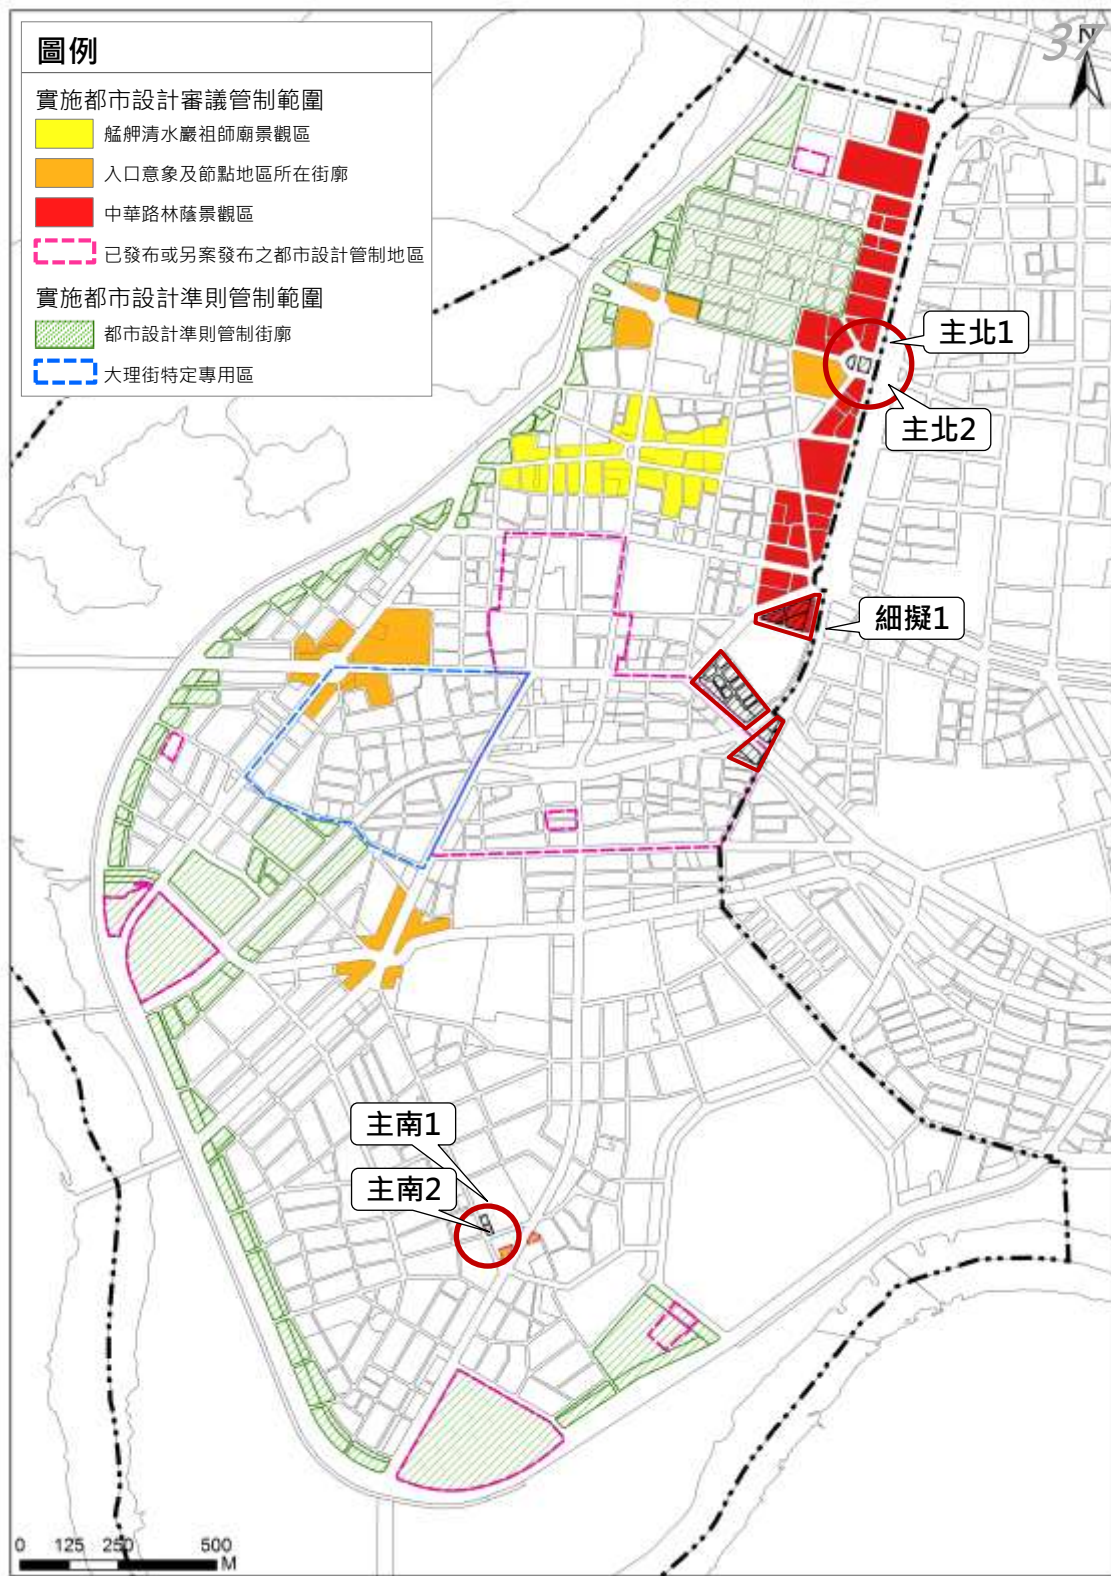 37
N
圖例
實施都市設計審議管制範圍
艋舺清水巖祖師廟景觀區
入口意象及節點地區所在街廓
中華路林蔭景觀區
已發布或另案發布之都市設計管制地區
實施都市設計準則管制範圍
都市設計準則管制街廓
大理街特定專用區
主北1
主北2
細擬1
主南1
主南2
0 125 250 500
M